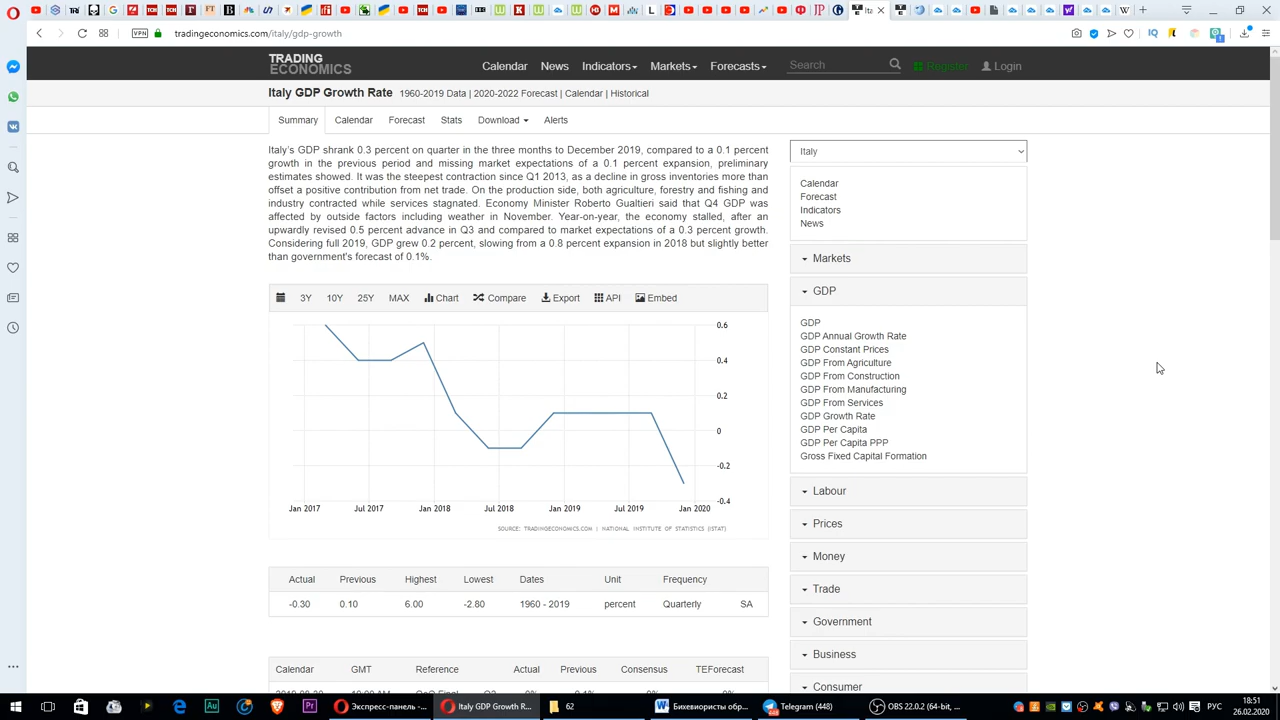 tradingeconomics.com/italy/gdp-growth
VPN
TRADING
ECONOMICS
Calendar News Indicators Markets Forecasts Search Register Login
Italy GDP Growth Rate 1960-2019 Data | 2020-2022 Forecast | Calendar | Historical
Summary Calendar Forecast Stats Download Alerts
Italy's GDP shrank 0.3 percent on quarter in the three months to December 2019, compared to a 0.1 percent
growth in the previous period and missing market expectations of a 0.1 percent expansion, preliminary
estimates showed. It was the steepest contraction since Q1 2013, as a decline in gross inventories more than
offset a positive contribution from net trade. On the production side, both agriculture, forestry and fishing and
industry contracted while services stagnated. Economy Minister Roberto Gualtieri said that Q4 GDP was
affected by outside factors including weather in November. Year-on-year, the economy stalled, after an
upwardly revised 0.5 percent advance in Q3 and compared to market expectations of a 0.3 percent growth.
Considering full 2019, GDP grew 0.2 percent, slowing from a 0.8 percent expansion in 2018 but slightly better
than government's forecast of 0.1%.
3Y 10Y 25Y MAX Chart Compare Export API Embed
0.6
0.4
0.2
0
-0.2
-0.4
Jan 2017 Jul 2017 Jan 2018 Jul 2018 Jan 2019 Jul 2019 Jan 2020
SOURCE: TRADINGECONOMICS.COM | NATIONAL INSTITUTE OF STATISTICS (ISTAT)
Actual Previous Highest Lowest Dates Unit Frequency
-0.30 0.10 6.00 -2.80 1960 - 2019 percent Quarterly SA
Calendar GMT Reference Actual Previous Consensus TEForecast
Italy
Calendar
Forecast
Indicators
News
Markets
GDP
GDP
GDP Annual Growth Rate
GDP Constant Prices
GDP From Agriculture
GDP From Construction
GDP From Manufacturing
GDP From Services
GDP Growth Rate
GDP Per Capita
GDP Per Capita PPP
Gross Fixed Capital Formation
Labour
Prices
Money
Trade
Government
Business
Consumer
Экспресс-панель -... Italy GDP Growth R... 62 Бихевиористы об... Telegram (448) OBS 22.0.2 (64-bit, ... РУС
18:51
26.02.2020